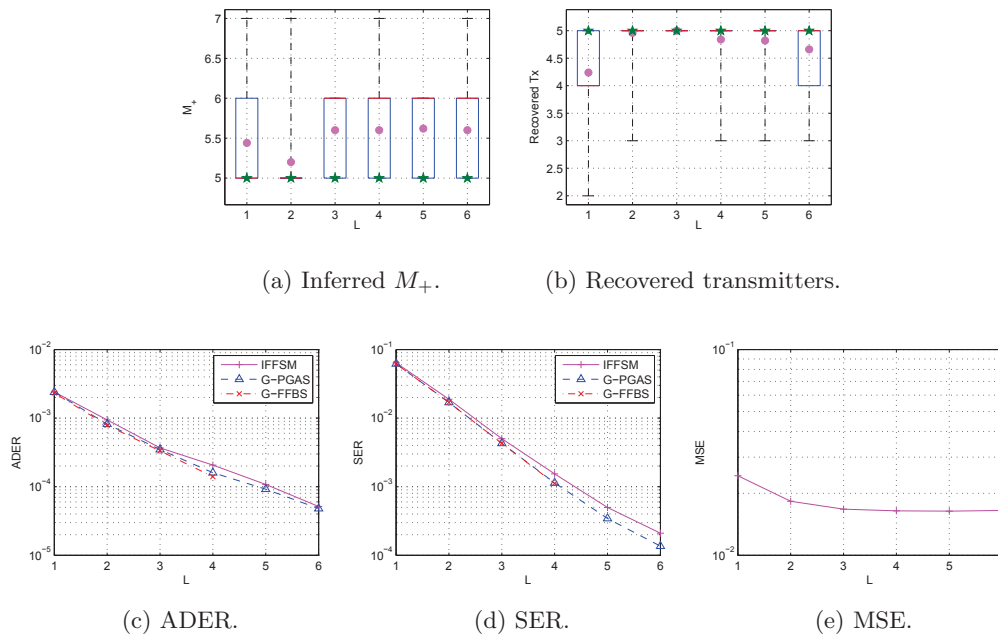 7
6.5
6
5.5
5
M+
1 2 3 4 5 6
L
(a) Inferred M+.
5
4.5
4
3.5
3
2.5
2
Recovered Tx
1 2 3 4 5 6
L
(b) Recovered transmitters.
10^−2
10^−3
10^−4
10^−5
ADER
IFFSM
G−PGAS
G−FFBS
1 2 3 4 5 6
L
(c) ADER.
10^−1
10^−2
10^−3
10^−4
SER
IFFSM
G−PGAS
G−FFBS
1 2 3 4 5 6
L
(d) SER.
10^−1
10^−2
MSE
1 2 3 4 5
L
(e) MSE.